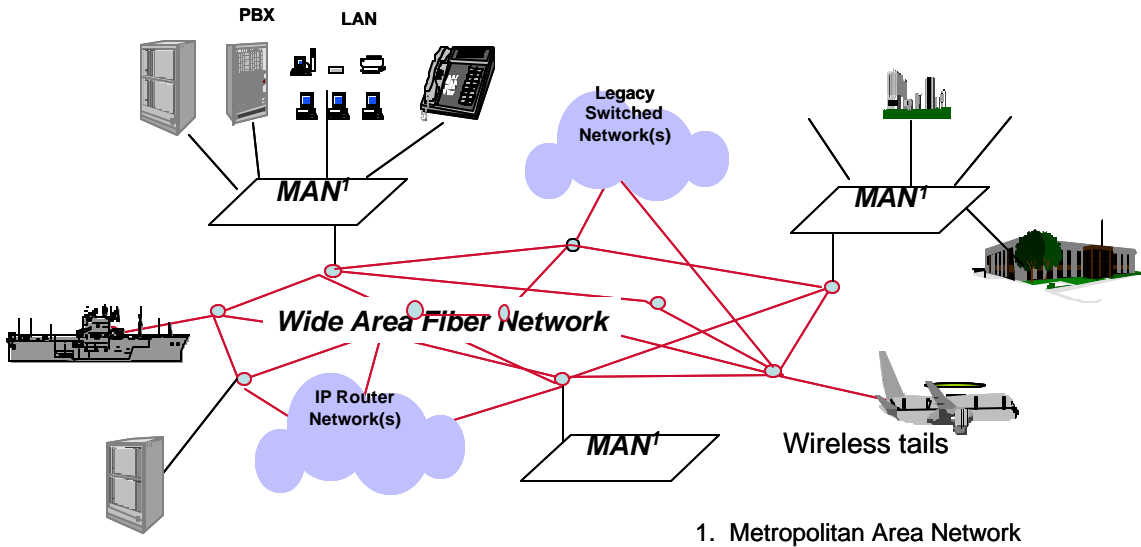 PBX
LAN
Legacy
Switched
Network(s)
MAN¹
MAN¹
Wide Area Fiber Network
IP Router
Network(s)
MAN¹
Wireless tails
1. Metropolitan Area Network